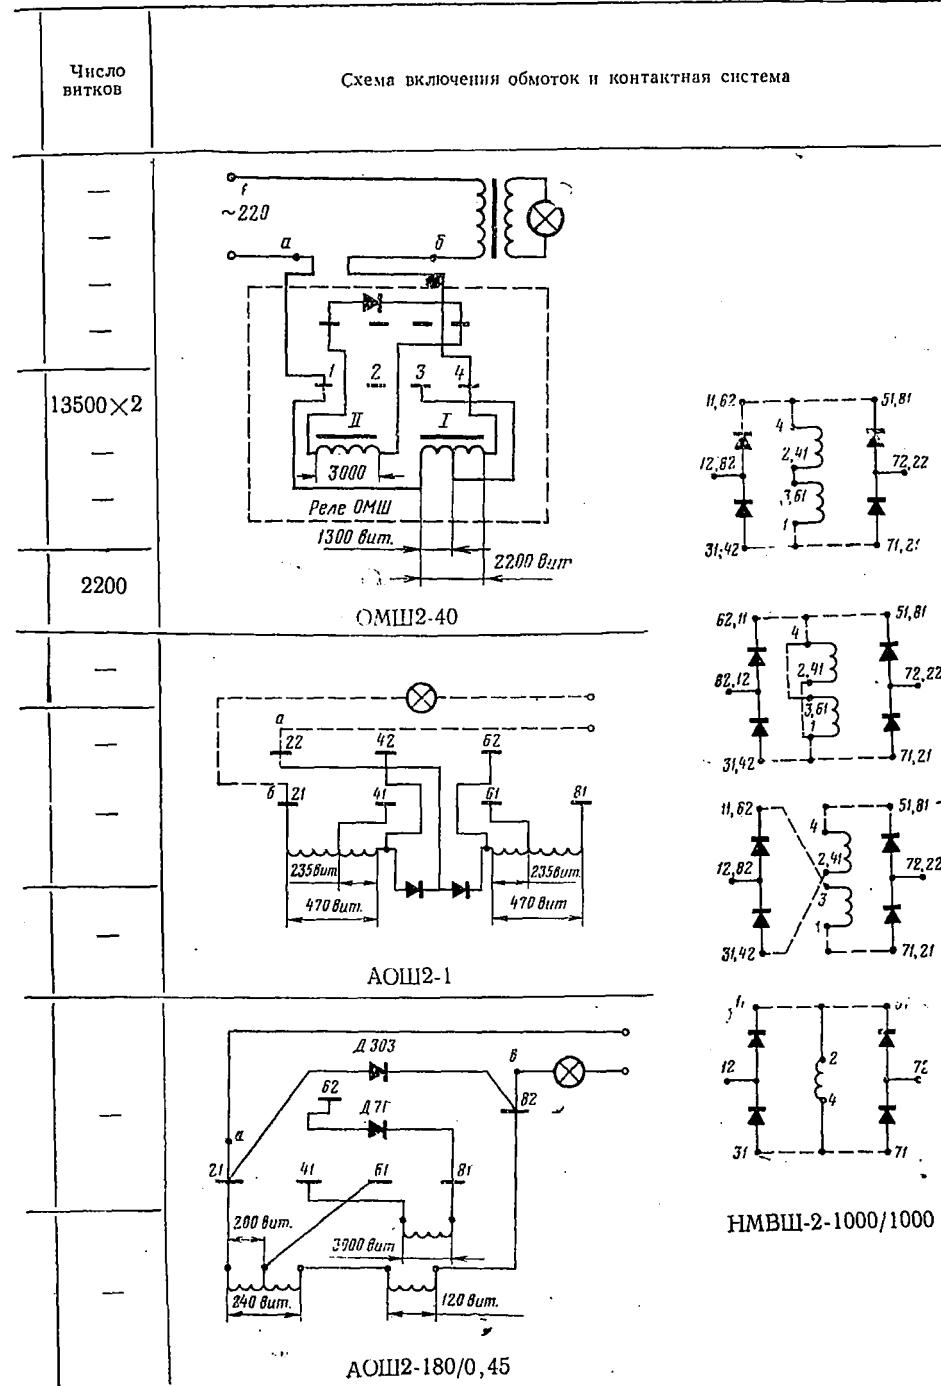 Число
витков
Схема включения обмоток и контактная система
—
—
—
—
13500×2
—
—
2200
—
—
—
—
—
—
~220
а
б
1
2
3
4
II
I
3000
Реле ОМШ
1300 вит.
2200 вит
ОМШ2-40
а
22
42
62
б
21
41
61
81
235 вит.
235 вит.
470 вит.
470 вит
АОШ2-1
Д 303
в
62
82
Д7Г
а
21
41
61
81
200 вит.
3900 вит
240 вит.
120 вит.
АОШ2-180/0,45
11,62
51,81
4
2,41
12,82
72,22
3,61
1
31,42
71,21
62,11
51,81
4
2,41
82,12
72,22
3,61
1
31,42
71,21
11,62
51,81
4
2,41
12,82
72,22
3
1
31,42
71,21
2
12
72
4
31
71
НМВШ-2-1000/1000